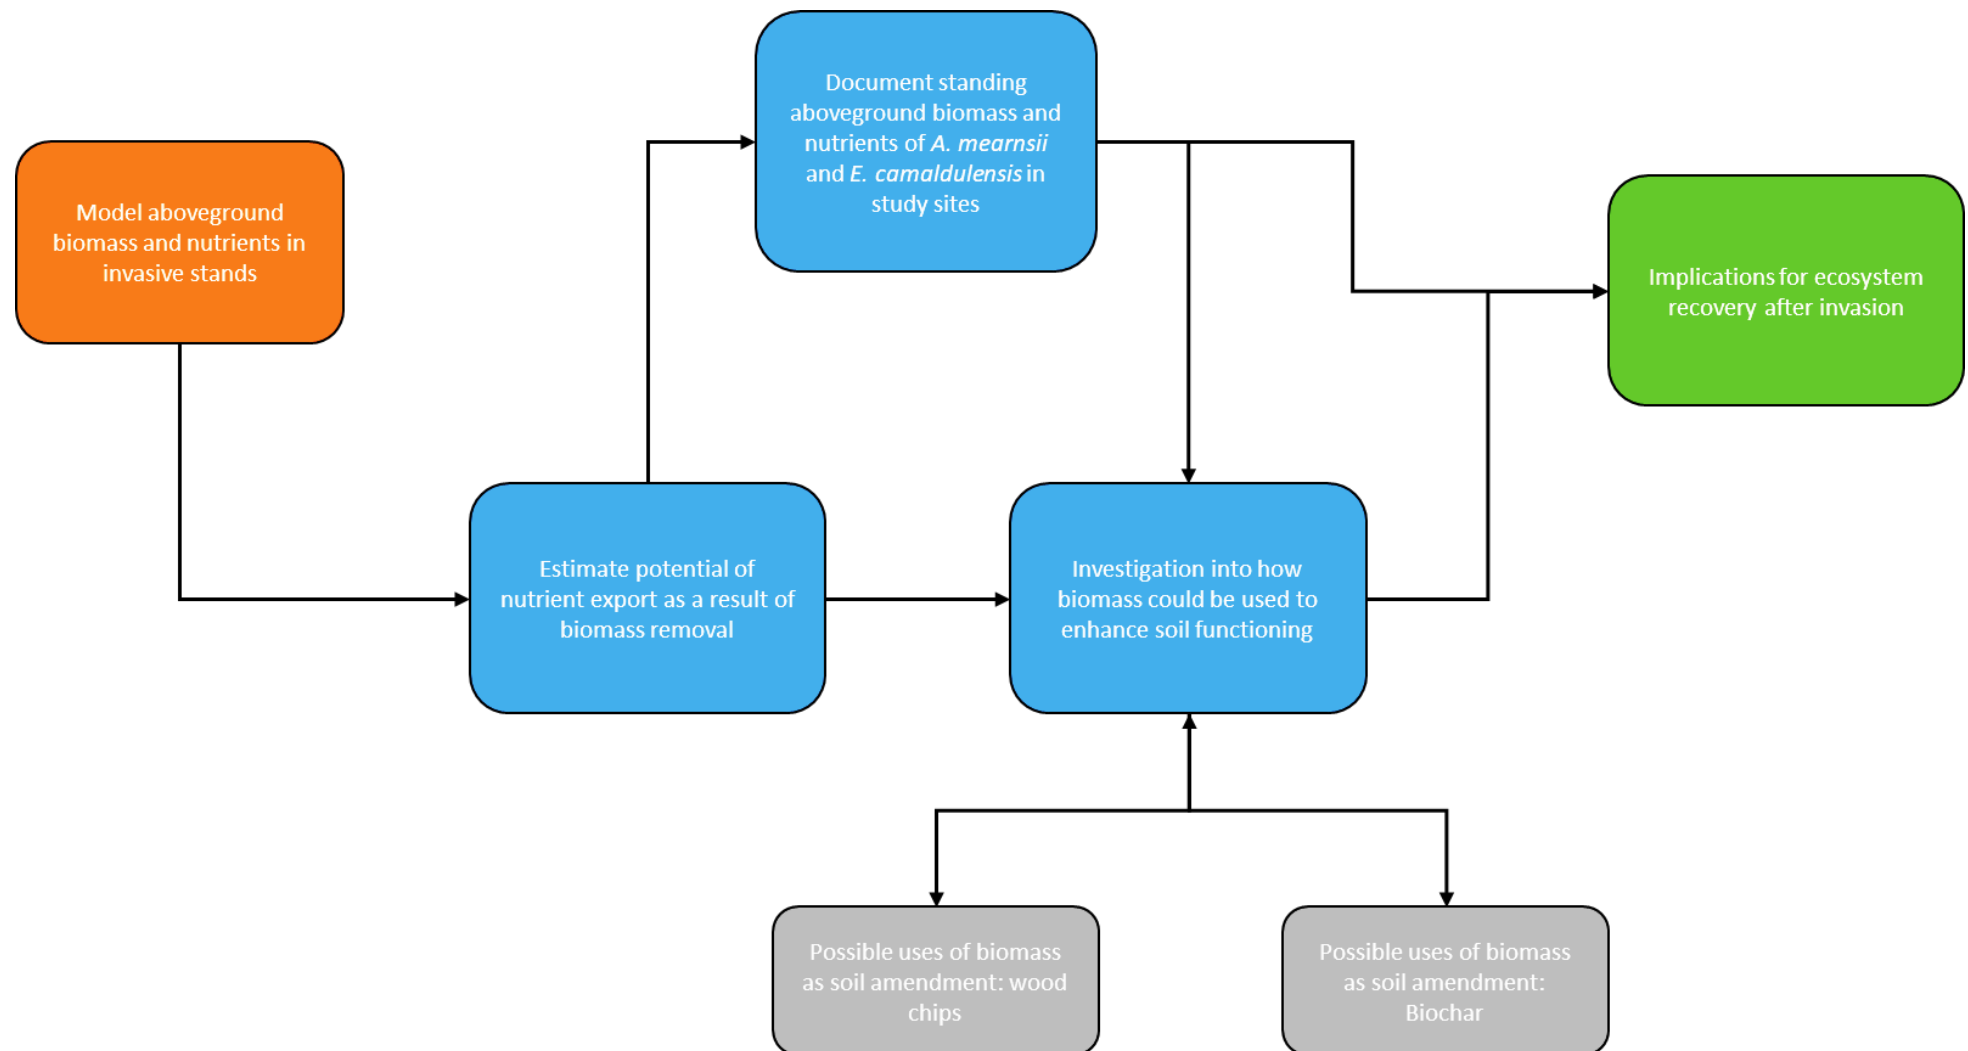 Document standing
aboveground biomass and
nutrients of A. mearnsii
and E. camaldulensis in
study sites
Model aboveground
biomass and nutrients in
invasive stands
Implications for ecosystem
recovery after invasion
Estimate potential of
nutrient export as a result of
biomass removal
Investigation into how
biomass could be used to
enhance soil functioning
Possible uses of biomass
as soil amendment: wood
chips
Possible uses of biomass
as soil amendment:
Biochar